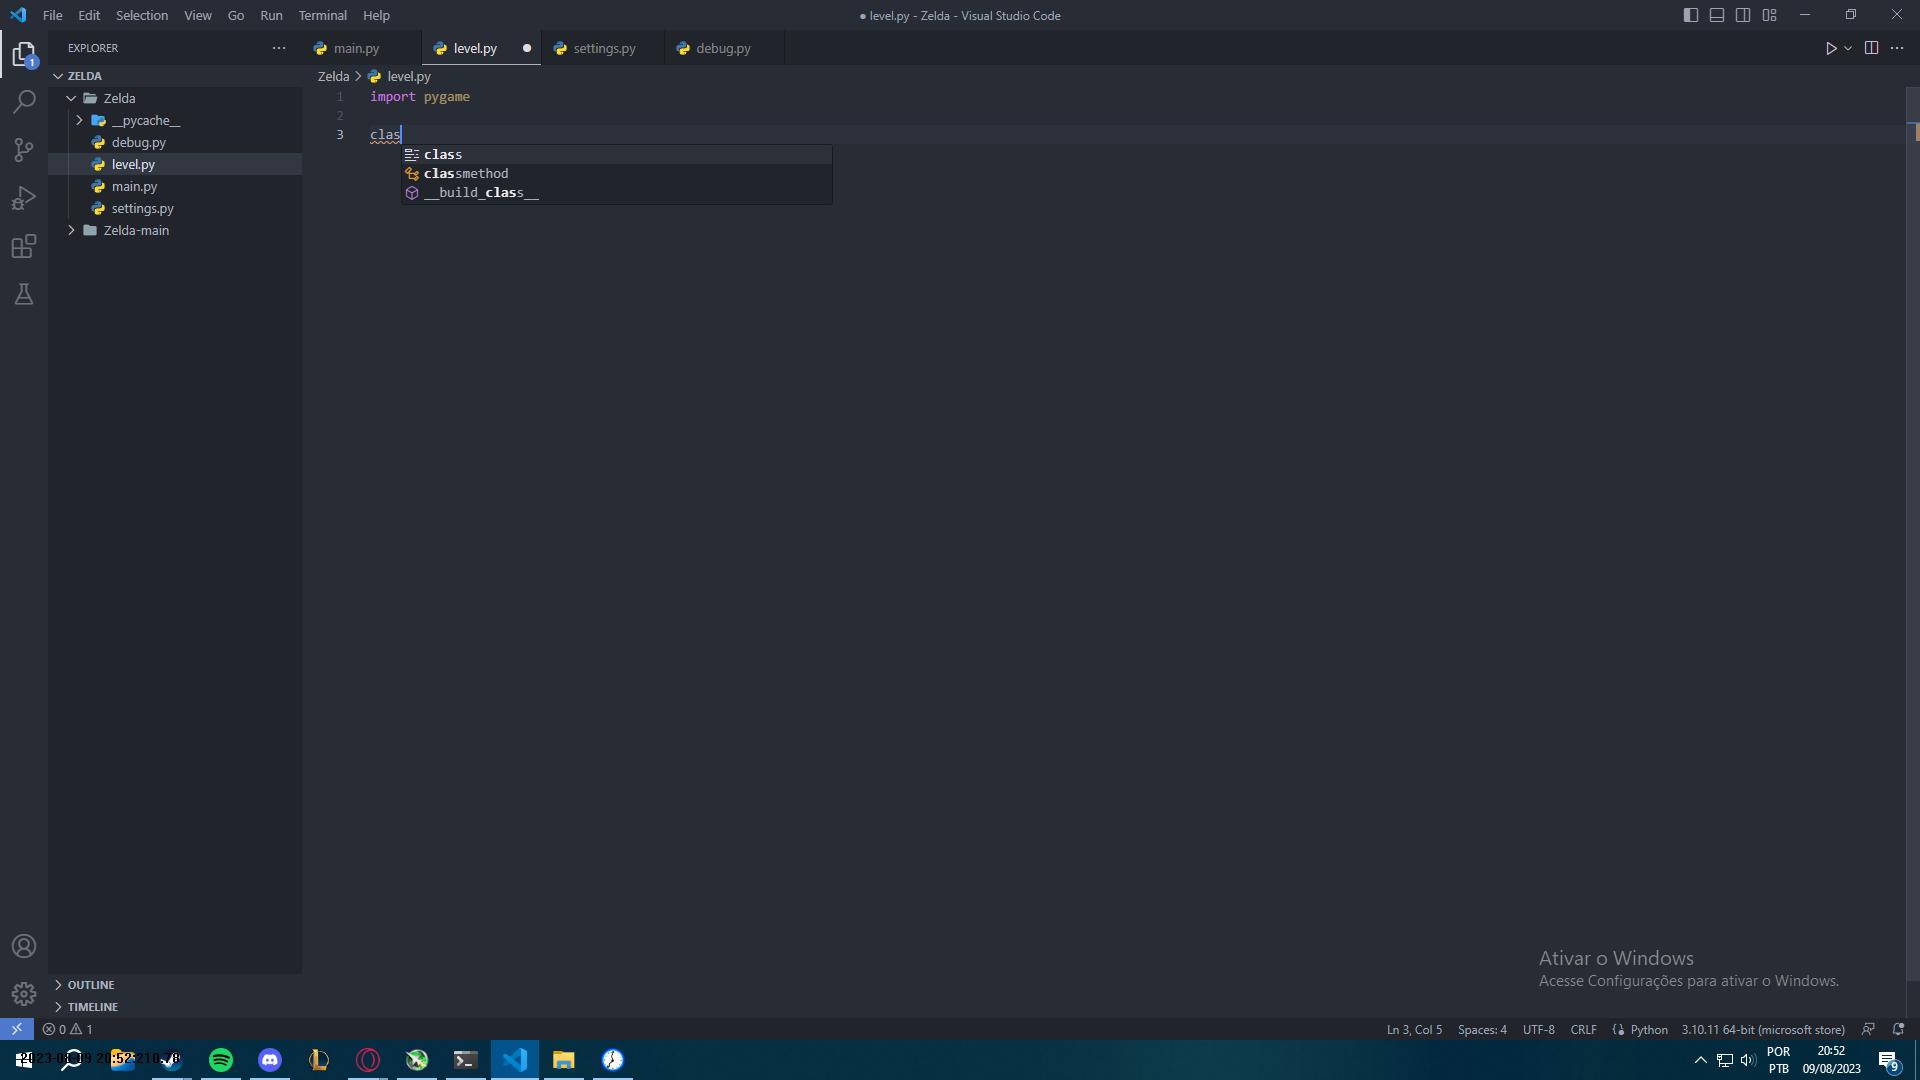 File Edit Selection View Go Run Terminal Help
● level.py - Zelda - Visual Studio Code
EXPLORER
main.py
level.py
settings.py
debug.py
1
ZELDA
Zelda
__pycache__
debug.py
level.py
main.py
settings.py
Zelda-main
Zelda > level.py
1 import pygame
2
3 clas
class
classmethod
__build_class__
Ativar o Windows
Acesse Configurações para ativar o Windows.
OUTLINE
TIMELINE
0 1
Ln 3, Col 5
Spaces: 4
UTF-8
CRLF
Python
3.10.11 64-bit (microsoft store)
POR
PTB
20:52
09/08/2023
9